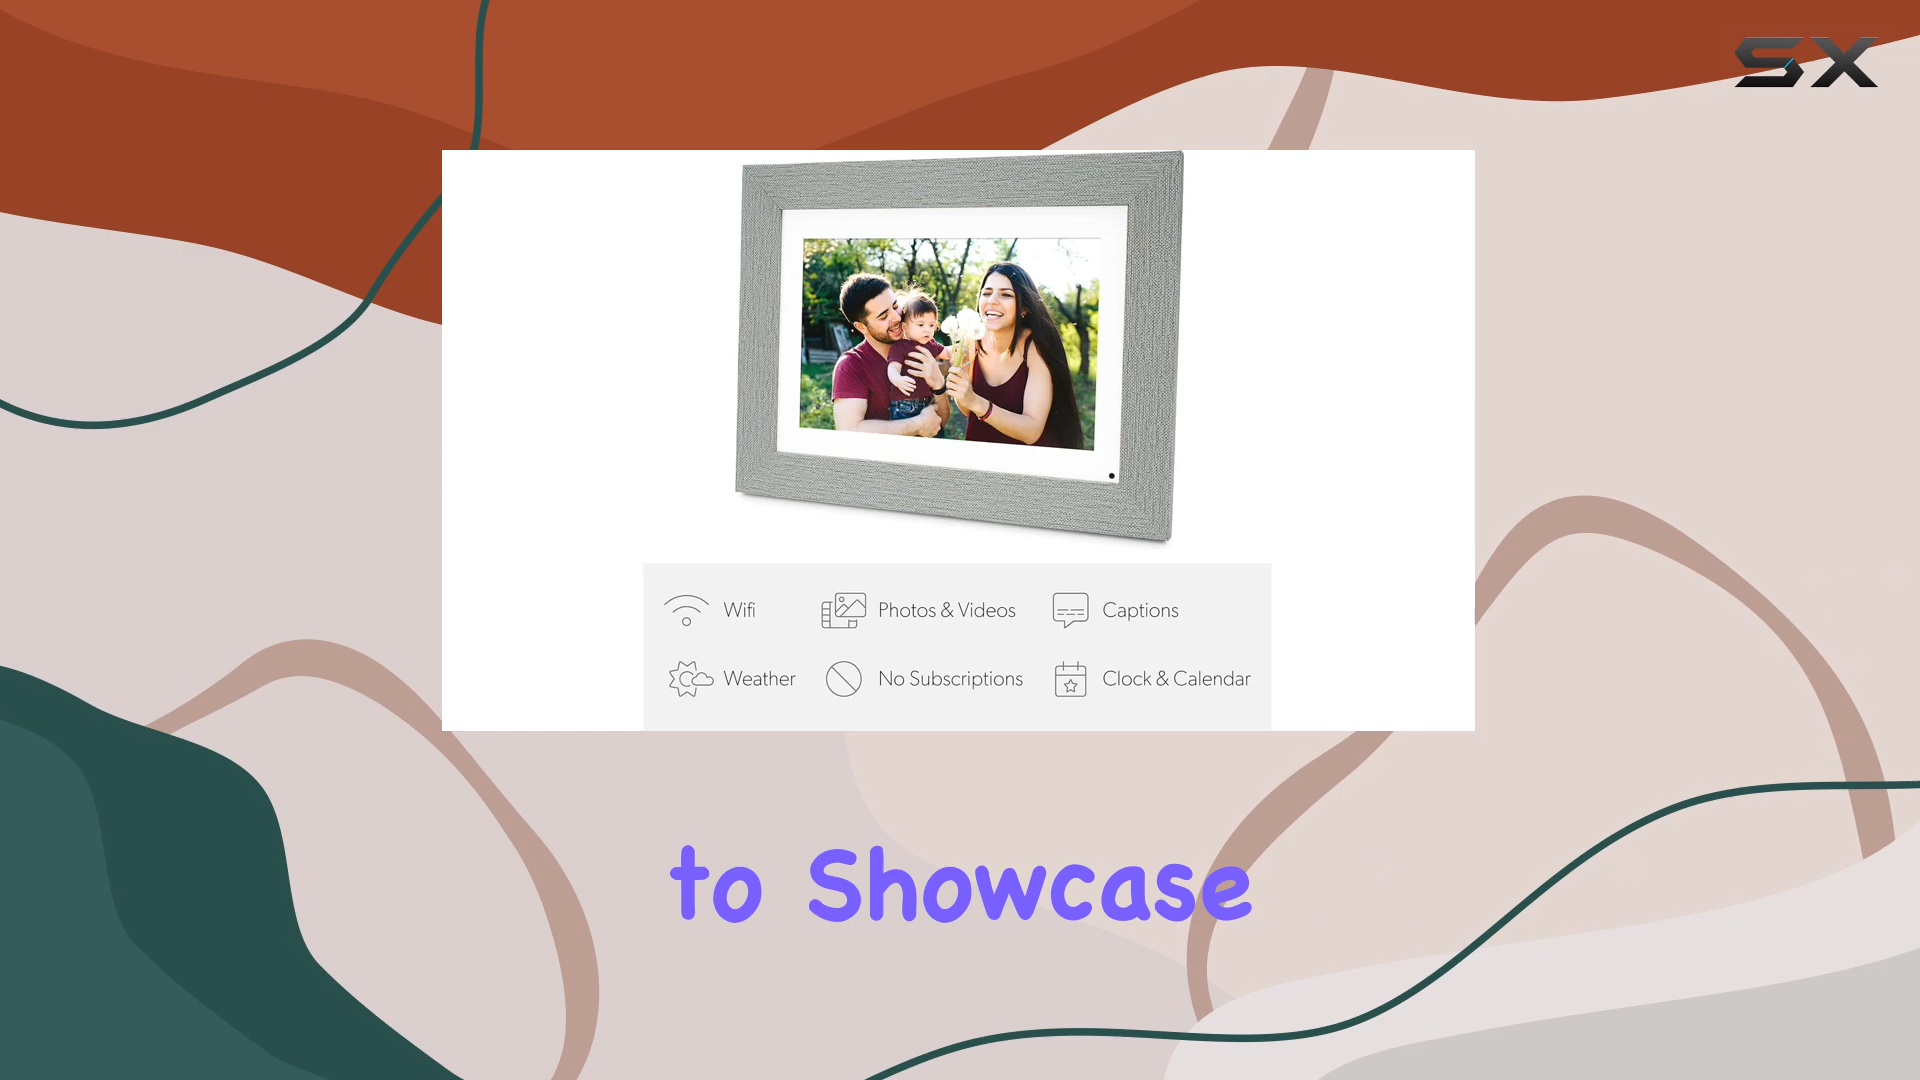 SX
Wifi
Photos & Videos
Captions
Weather
No Subscriptions
Clock & Calendar
to Showcase